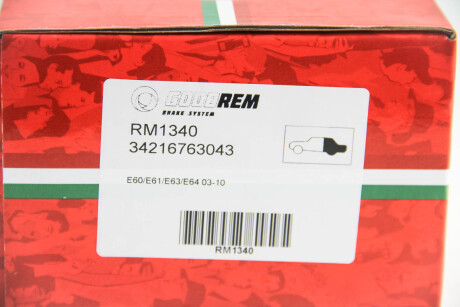 GOODREM
BRAKE SYSTEM
RM1340
34216763043
E60/E61/E63/E64 03-10
RM1340